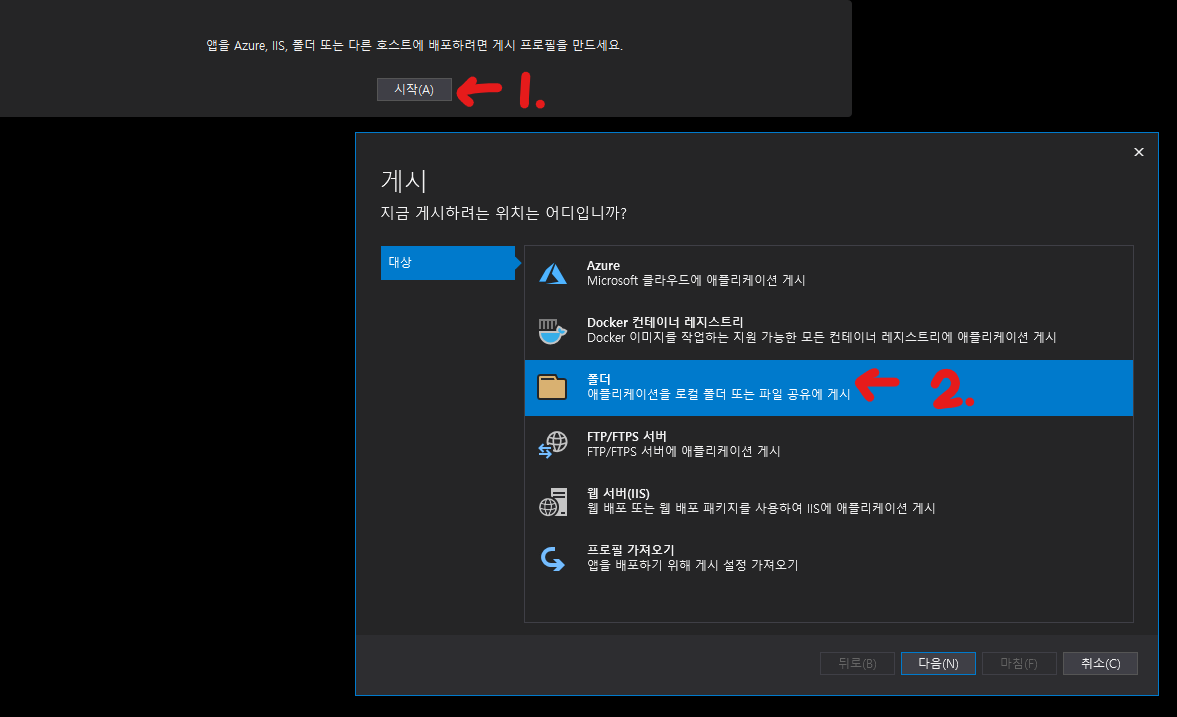 앱을 Azure, IIS, 폴더 또는 다른 호스트에 배포하려면 게시 프로필을 만드세요.
시작(A)
1.
게시
지금 게시하려는 위치는 어디입니까?
대상
Azure
Microsoft 클라우드에 애플리케이션 게시
Docker 컨테이너 레지스트리
Docker 이미지를 작업하는 지원 가능한 모든 컨테이너 레지스트리에 애플리케이션 게시
폴더
애플리케이션을 로컬 폴더 또는 파일 공유에 게시
2.
FTP/FTPS 서버
FTP/FTPS 서버에 애플리케이션 게시
웹 서버(IIS)
웹 배포 또는 웹 배포 패키지를 사용하여 IIS에 애플리케이션 게시
프로필 가져오기
앱을 배포하기 위해 게시 설정 가져오기
뒤로(B)
다음(N)
마침(F)
취소(C)